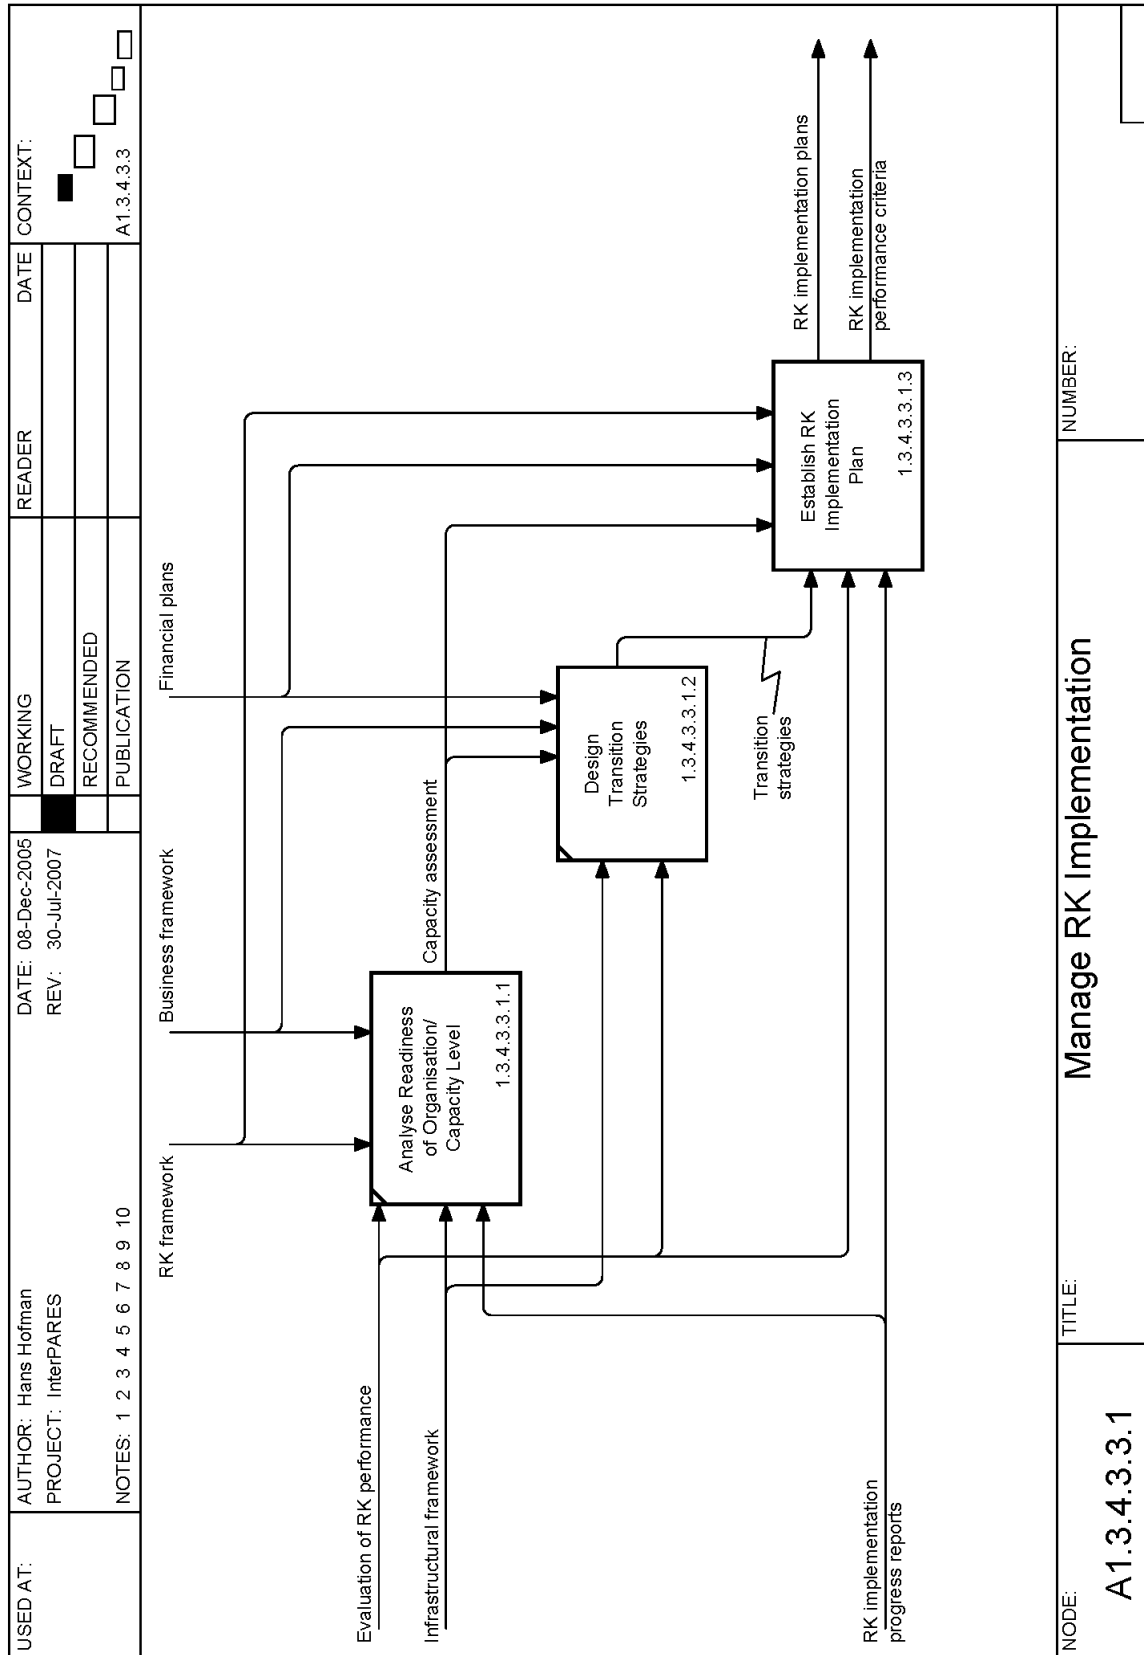 USED AT:
AUTHOR: Hans Hofman
PROJECT: InterPARES
NOTES: 1 2 3 4 5 6 7 8 9 10
DATE: 08-Dec-2005
REV: 30-Jul-2007
WORKING
DRAFT
RECOMMENDED
PUBLICATION
READER
DATE
CONTEXT:
A1.3.4.3.3
RK framework
Business framework
Financial plans
Evaluation of RK performance
Infrastructural framework
RK implementation
progress reports
Analyse Readiness
of Organisation/
Capacity Level
1.3.4.3.3.1.1
Capacity assessment
Design
Transition
Strategies
1.3.4.3.3.1.2
Transition
strategies
Establish RK
Implementation
Plan
1.3.4.3.3.1.3
RK implementation plans
RK implementation
performance criteria
NODE:
A1.3.4.3.3.1
TITLE:
Manage RK Implementation
NUMBER: